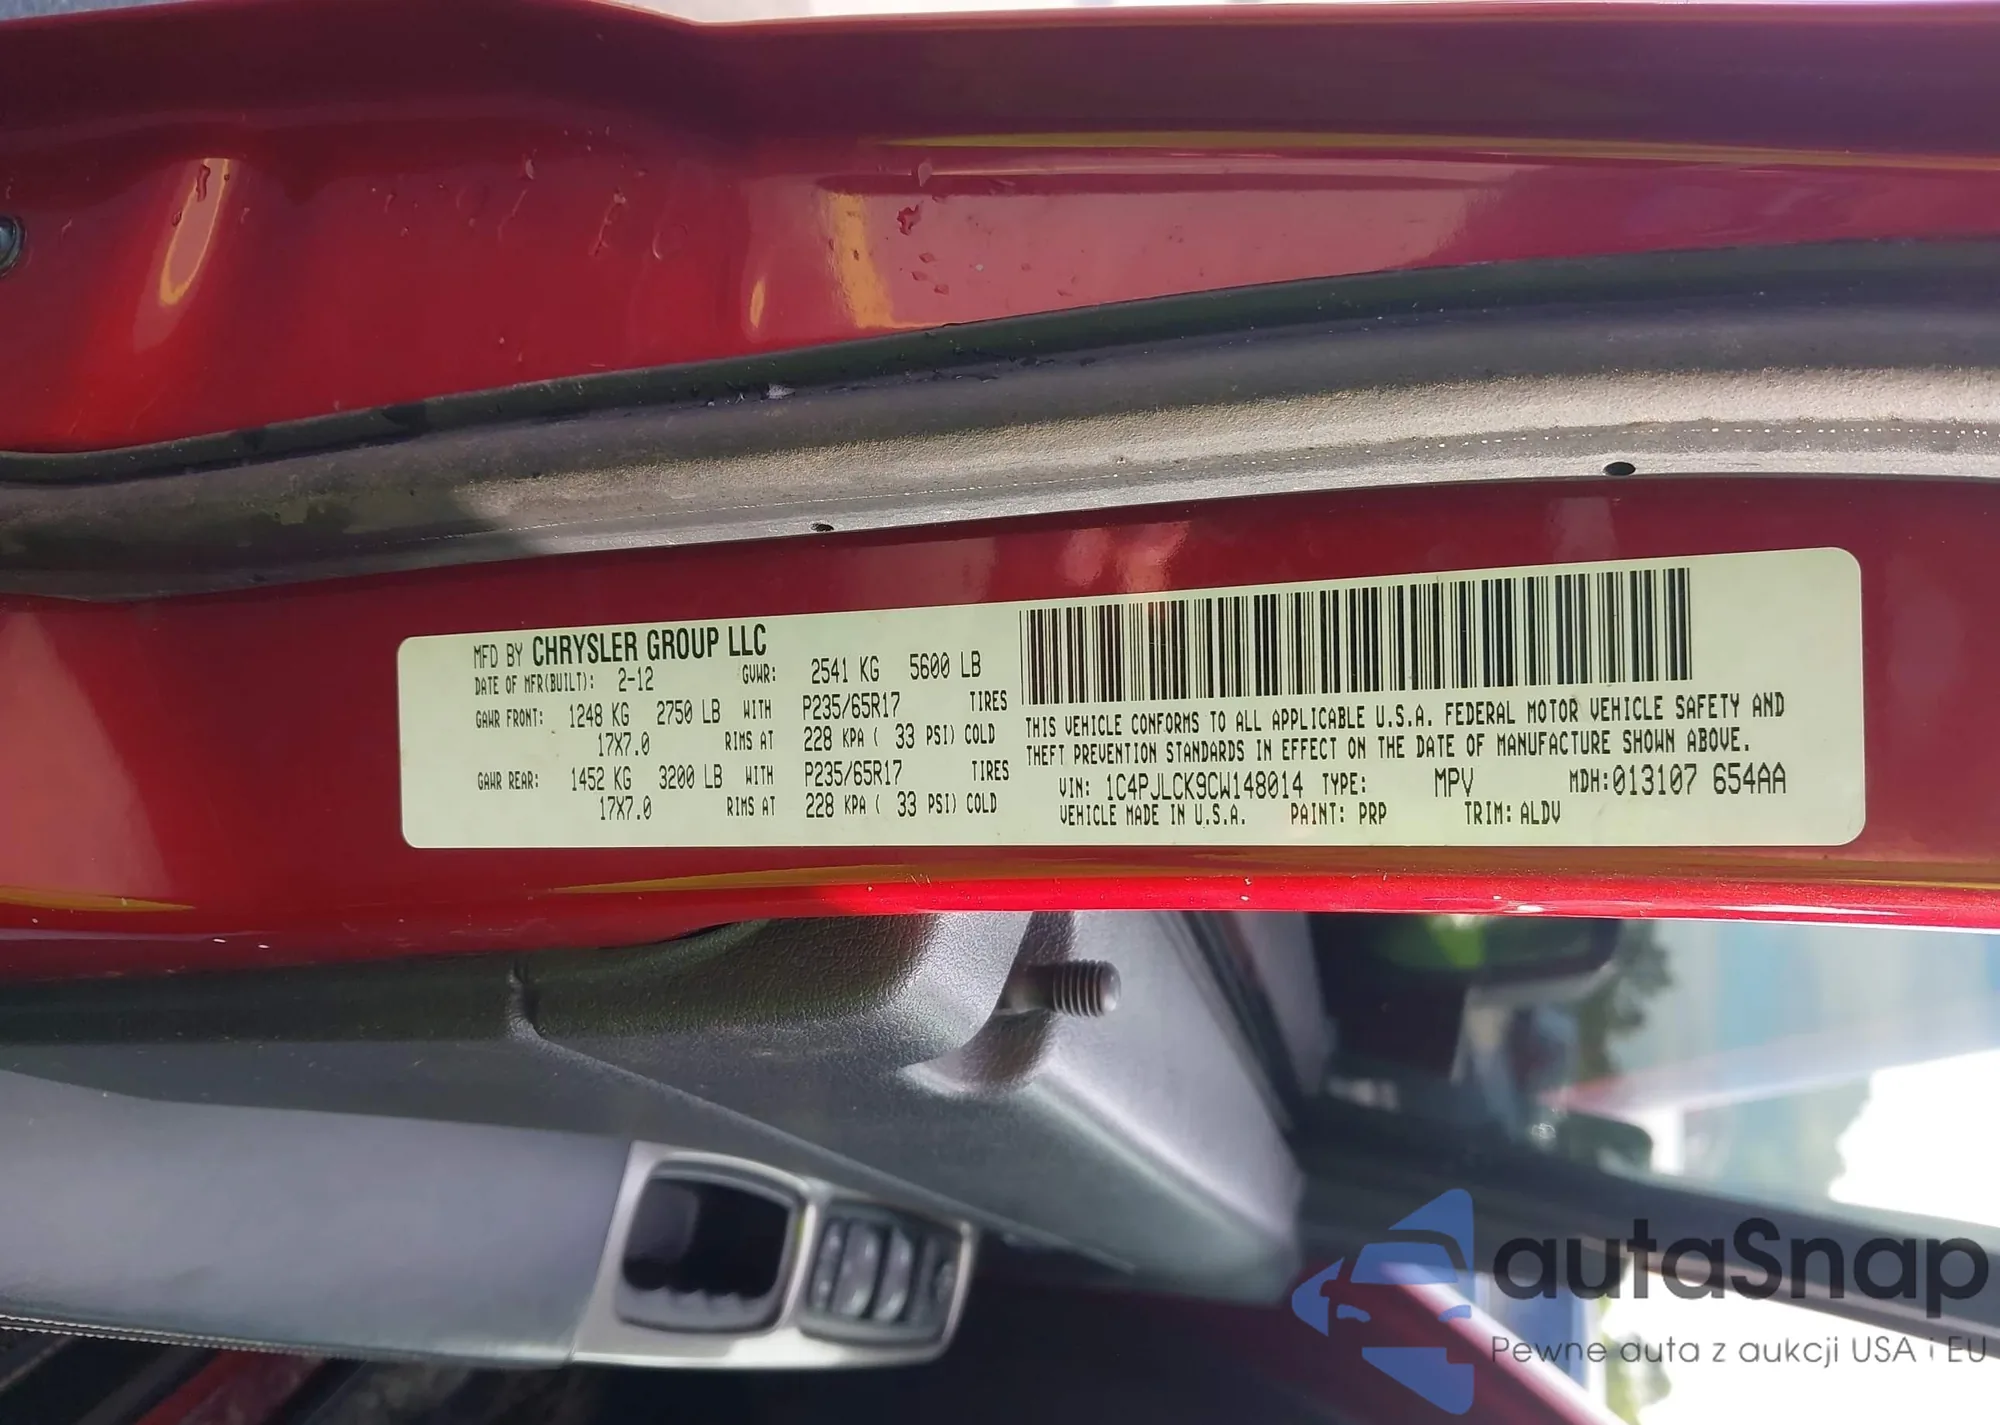 MFD BY CHRYSLER GROUP LLC
DATE OF MFR(BUILT): 2-12 GVWR: 2541 KG 5600 LB
GAWR FRONT: 1248 KG 2750 LB WITH P235/65R17 TIRES
17X7.0 RIMS AT 228 KPA ( 33 PSI) COLD
GAWR REAR: 1452 KG 3200 LB WITH P235/65R17 TIRES
17X7.0 RIMS AT 228 KPA ( 33 PSI) COLD
THIS VEHICLE CONFORMS TO ALL APPLICABLE U.S.A. FEDERAL MOTOR VEHICLE SAFETY AND
THEFT PREVENTION STANDARDS IN EFFECT ON THE DATE OF MANUFACTURE SHOWN ABOVE.
VIN: 1C4PJLCK9CW148014 TYPE: MPV MDH:013107 654AA
VEHICLE MADE IN U.S.A. PAINT: PRP TRIM: ALDV
autaSnap
Pewne auta z aukcji USA i EU